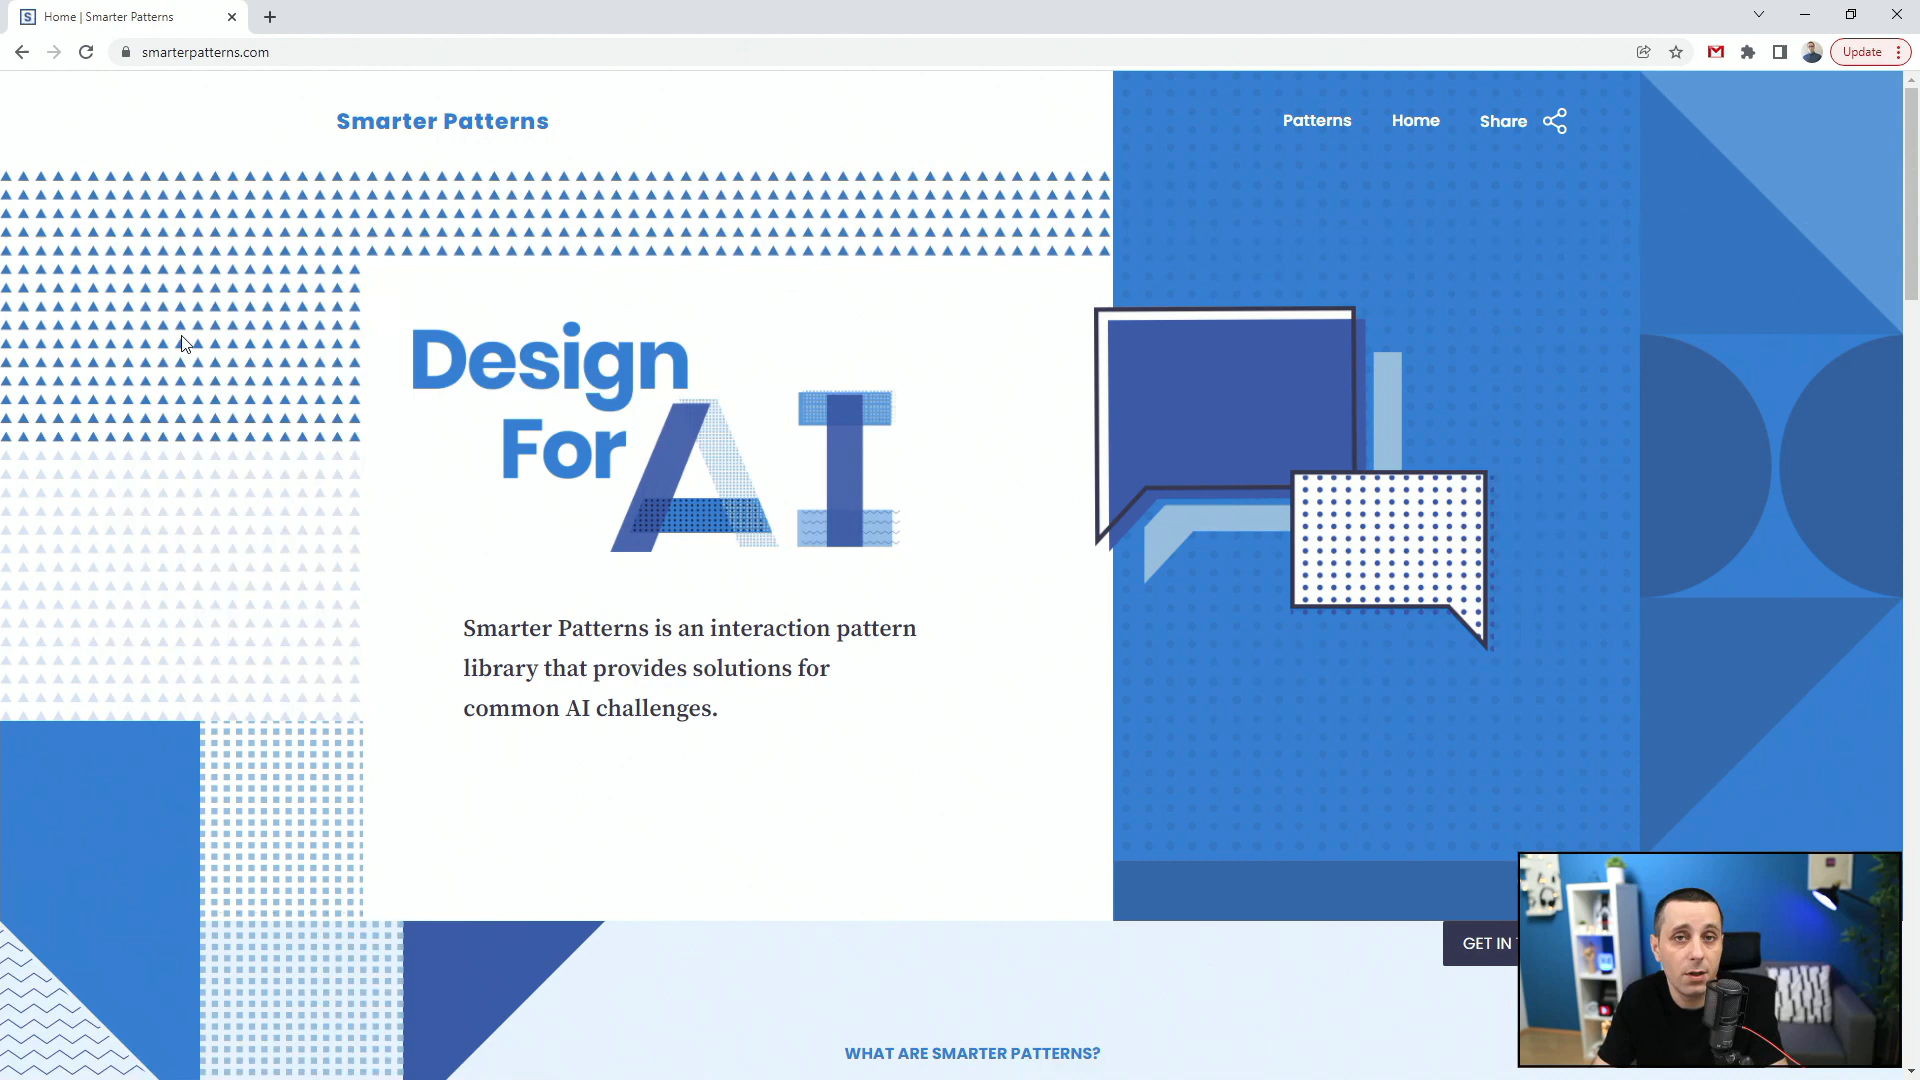 Home | Smarter Patterns
smarterpatterns.com
Update
Smarter Patterns
Patterns
Home
Share
Design
For
AI
Smarter Patterns is an interaction pattern
library that provides solutions for
common AI challenges.
GET IN
WHAT ARE SMARTER PATTERNS?